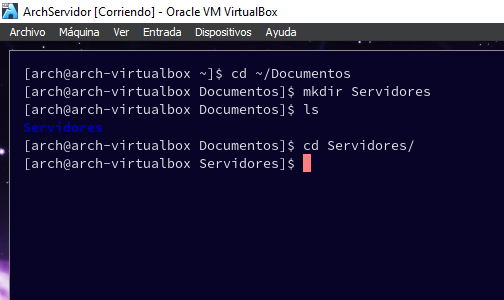 ArchServidor [Corriendo] - Oracle VM VirtualBox
Archivo Máquina Ver Entrada Dispositivos Ayuda
[arch@arch-virtualbox ~]$ cd ~/Documentos
[arch@arch-virtualbox Documentos]$ mkdir Servidores
[arch@arch-virtualbox Documentos]$ ls
Servidores
[arch@arch-virtualbox Documentos]$ cd Servidores/
[arch@arch-virtualbox Servidores]$